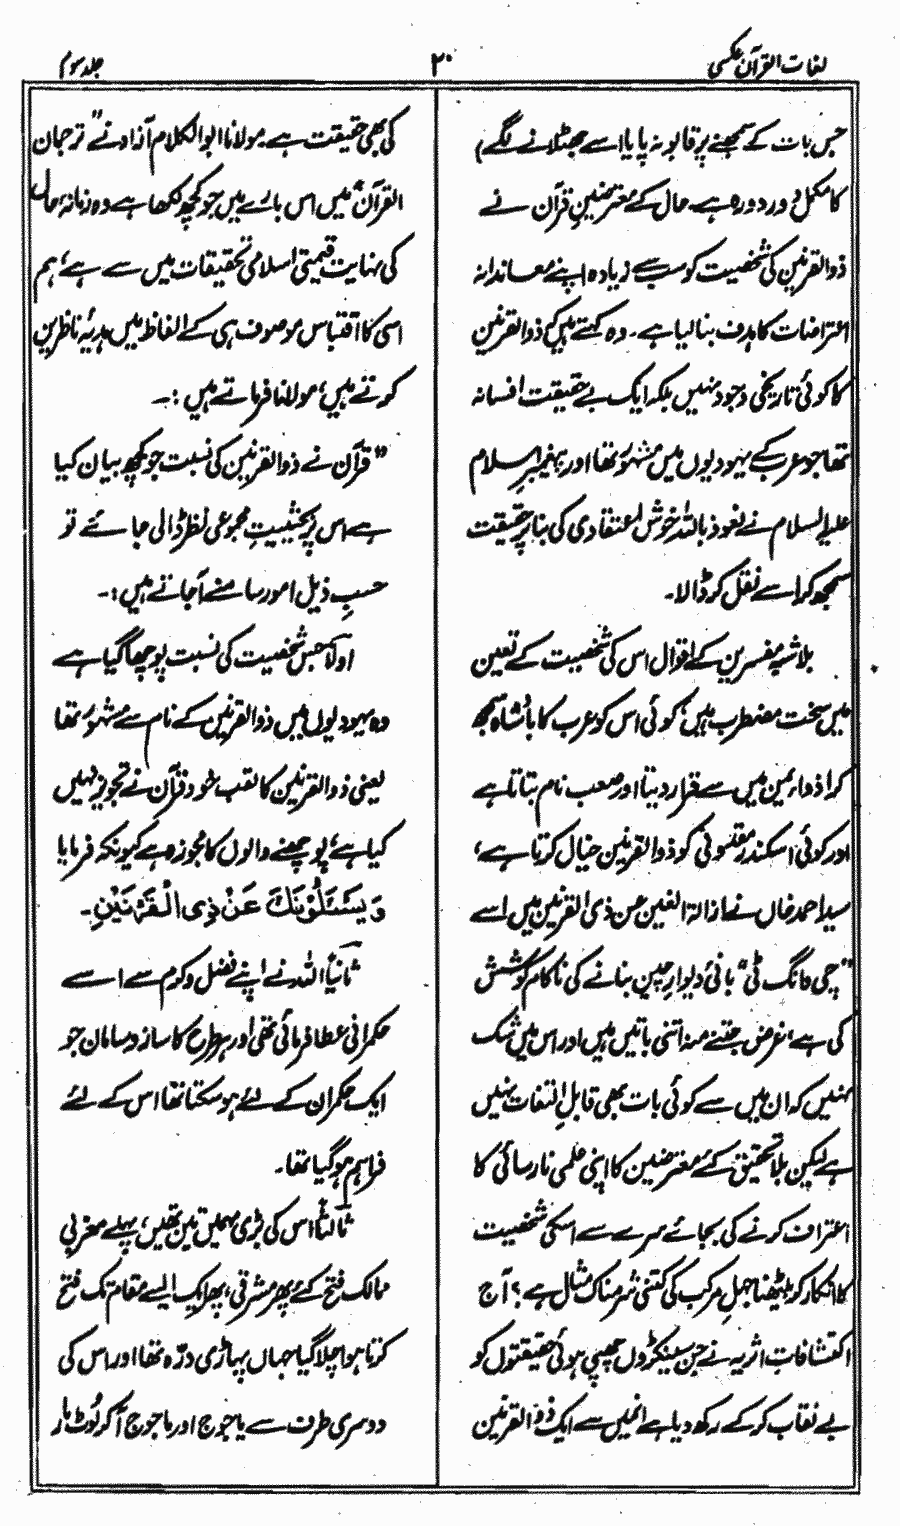 لغات القرآن عکسی
۲۰
جلد سوم
جس بات کے سمجھنے پر قابو نہ پایا اسے جھٹلانے لگے)
کا مکمل دور دورہ ہے۔ حال کے معترضینِ قرآن نے
ذوالقرنین کی شخصیت کو سب سے زیادہ اپنے معاندانہ
اعتراضات کا ہدف بنالیا ہے۔ وہ کہتے ہیں کہ ذوالقرنین
کا کوئی تاریخی وجود نہیں بلکہ ایک بے حقیقت افسانہ
تھا جو عرب کے یہودیوں میں مشہور تھا اور پیغمبرِ اسلام
علیہ السلام نے نعوذ باللہ خوش اعتقادی کی بنا پر حقیقت
سمجھ کر اسے نقل کر ڈالا۔
بلاشبہ مفسرین کے اقوال اس کی شخصیت کے تعین
میں سخت مضطرب ہیں، کوئی اس کو عرب کا بادشاہ سمجھ
کر اذواء یمن میں سے قرار دیتا اور صعب نام بتاتا ہے
اور کوئی اسکندر مقدونی کو ذوالقرنین خیال کرتا ہے،
سید احمد خاں نے ازالۃ الغین عن ذی القرنین میں اسے
"چی وانگ ٹی" بانیٔ دیوارِ چین بنانے کی ناکام کوشش
کی ہے۔ غرض جتنے منہ اتنی باتیں ہیں اور اس میں شک
نہیں کہ ان میں سے کوئی بات بھی قابلِ التفات نہیں
ہے لیکن بلا تحقیق کئے معترضین کا اپنی علمی نارسائی کا
اعتراف کرنے کی بجائے سرے سے اسکی شخصیت
کا انکار کر بیٹھنا جہلِ مرکب کی کتنی شرمناک مثال ہے؟ آج
اکتشافاتِ اثریہ نے جن سینکڑوں چھپی ہوئی حقیقتوں کو
بے نقاب کر کے رکھ دیا ہے انہیں سے ایک ذوالقرنین
کی بھی حقیقت ہے۔ مولانا ابوالکلام آزاد نے "ترجمان
القرآن" میں اس بارے میں جو کچھ لکھا ہے وہ زمانہٗ حال
کی نہایت قیمتی اسلامی تحقیقات میں سے ہے، ہم
اسی کا اقتباس موصوف ہی کے الفاظ میں ہدیۂ ناظرین
کرتے ہیں، مولانا فرماتے ہیں :۔
"قرآن نے ذوالقرنین کی نسبت جو کچھ بیان کیا
ہے اس پر بحیثیتِ مجموعی نظر ڈالی جائے تو
حسبِ ذیل امور سامنے آجاتے ہیں :۔
اولاً جس شخصیت کی نسبت پوچھا گیا ہے
وہ یہودیوں میں ذوالقرنین کے نام سے مشہور تھا
یعنی ذوالقرنین کا لقب خود قرآن نے تجویز نہیں
کیا ہے، پوچھنے والوں کا مجوزہ ہے کیونکہ فرمایا
وَيَسْئَلُوْنَكَ عَنْ ذِى الْقَرْنَيْنِ۔
ثانیاً اللہ نے اپنے فضل و کرم سے اسے
حکمرانی عطا فرمائی تھی اور ہر طرح کا ساز و سامان جو
ایک حکمران کے لئے ہو سکتا تھا اس کے لئے
فراہم ہو گیا تھا۔
ثالثاً اس کی بڑی مہمیں تین تھیں، پہلے مغربی
ممالک فتح کئے، پھر مشرقی، پھر ایک ایسے مقام تک فتح
کرتا ہوا چلا گیا جہاں پہاڑی درّہ تھا اور اس کی
دوسری طرف سے یاجوج اور ماجوج آکر لوٹ مار